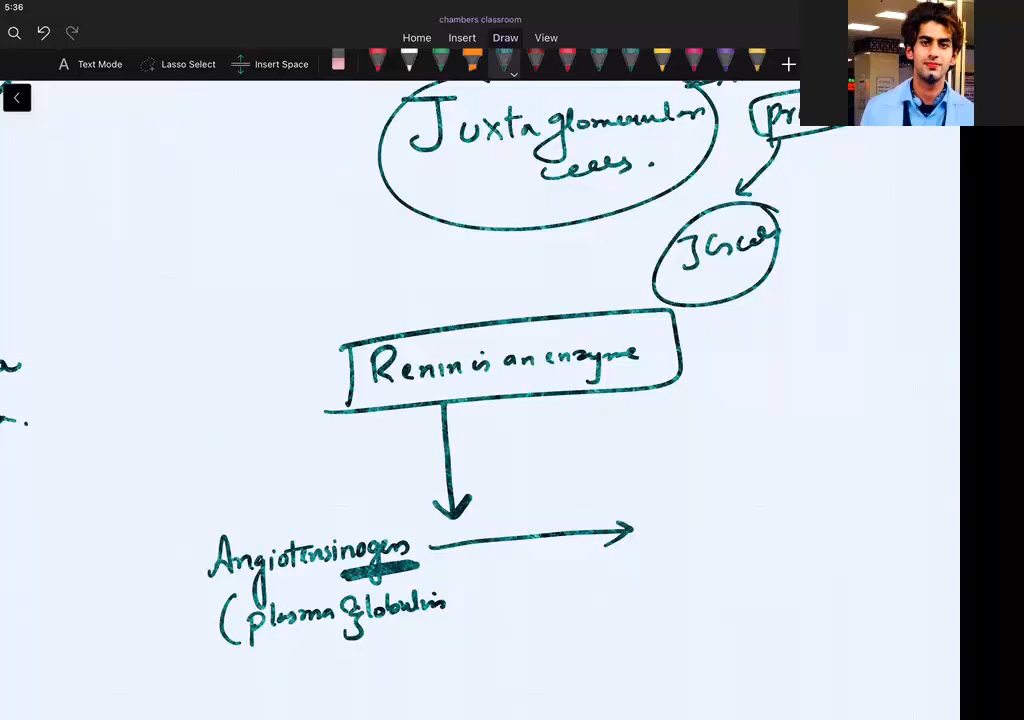 5:36
chambers classroom
Home Insert Draw View
Text Mode Lasso Select Insert Space
Juxtaglomerular
cells.
JG cells
Renin is an enzyme
Angiotensinogen
(plasma globulin